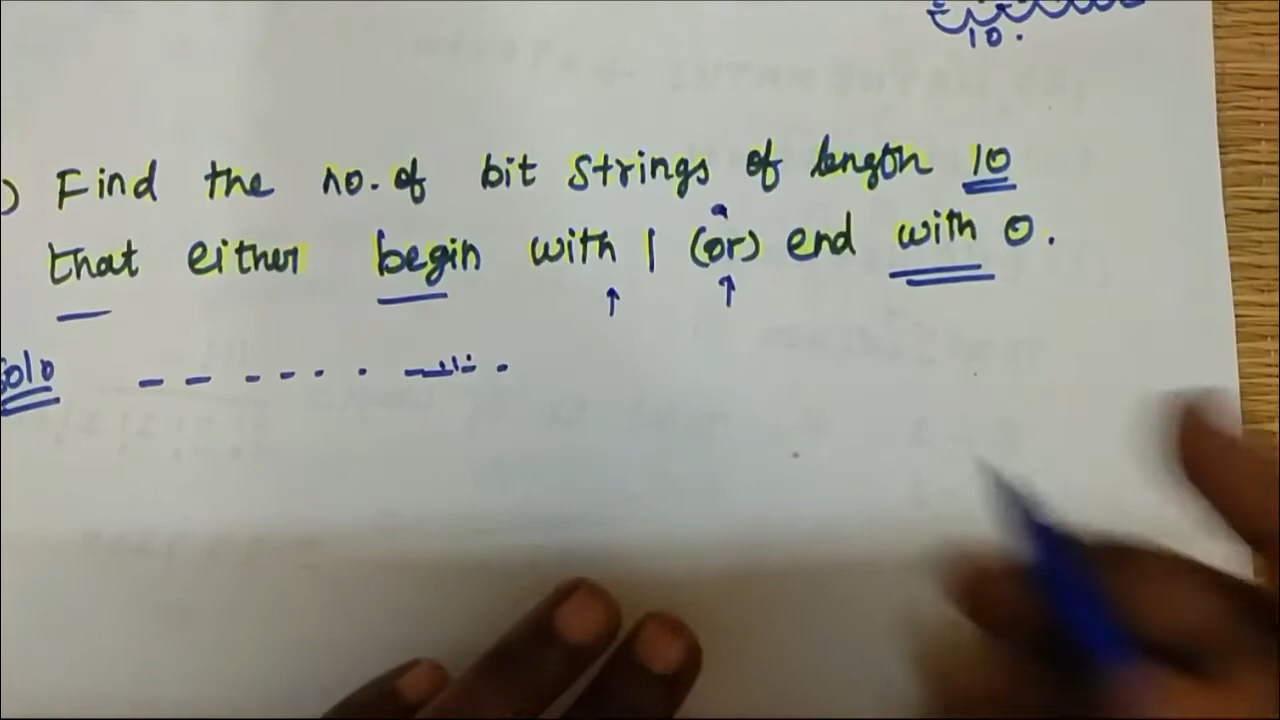 10.
) Find the no. of bit strings of length 10
that either begin with 1 (or) end with 0.
Solo